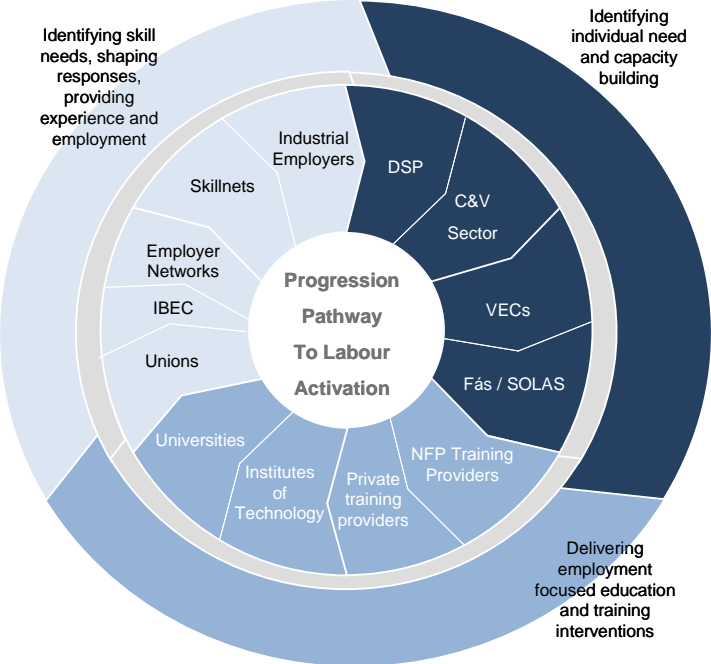 Identifying skill
needs, shaping
responses,
providing
experience and
employment
Identifying
individual need
and capacity
building
Industrial
Employers
DSP
Skillnets
C&V
Sector
Employer
Networks
IBEC
Unions
VECs
Fás / SOLAS
Progression
Pathway
To Labour
Activation
Universities
Institutes
of
Technology
Private
training
providers
NFP Training
Providers
Delivering
employment
focused education
and training
interventions